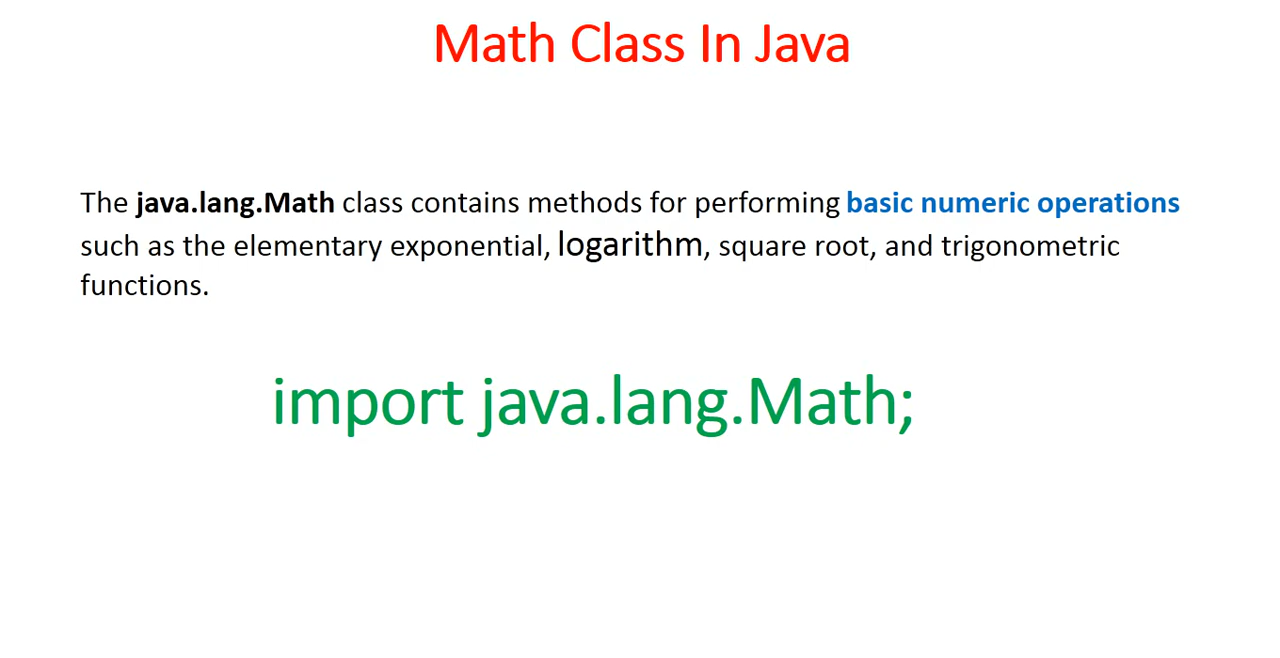 Math Class In Java
The java.lang.Math class contains methods for performing basic numeric operations
such as the elementary exponential, logarithm, square root, and trigonometric
functions.
import java.lang.Math;